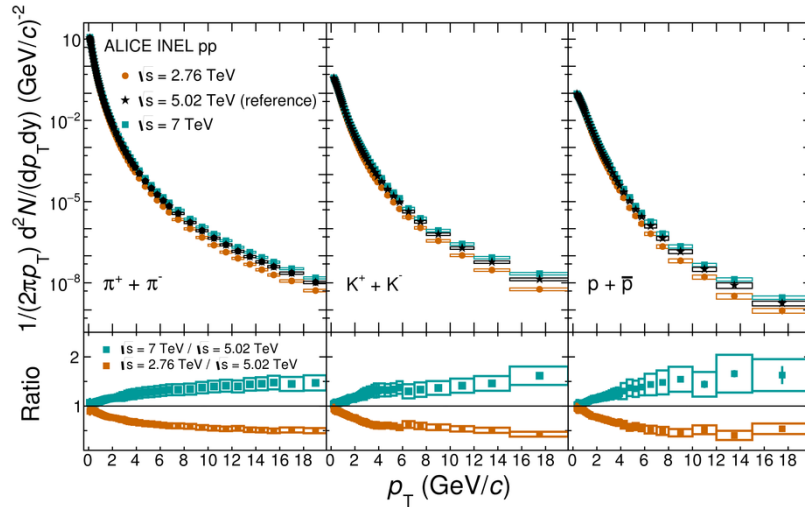 ALICE INEL pp
√s = 2.76 TeV
√s = 5.02 TeV (reference)
√s = 7 TeV
1/(2πp_T) d²N/(dp_Tdy) (GeV/c)⁻²
10
10⁻²
10⁻⁵
10⁻⁸
π⁺ + π⁻
K⁺ + K⁻
p + p̅
√s = 7 TeV / √s = 5.02 TeV
√s = 2.76 TeV / √s = 5.02 TeV
Ratio
2
1
0 2 4 6 8 10 12 14 16 18
0 2 4 6 8 10 12 14 16 18
0 2 4 6 8 10 12 14 16 18
p_T (GeV/c)